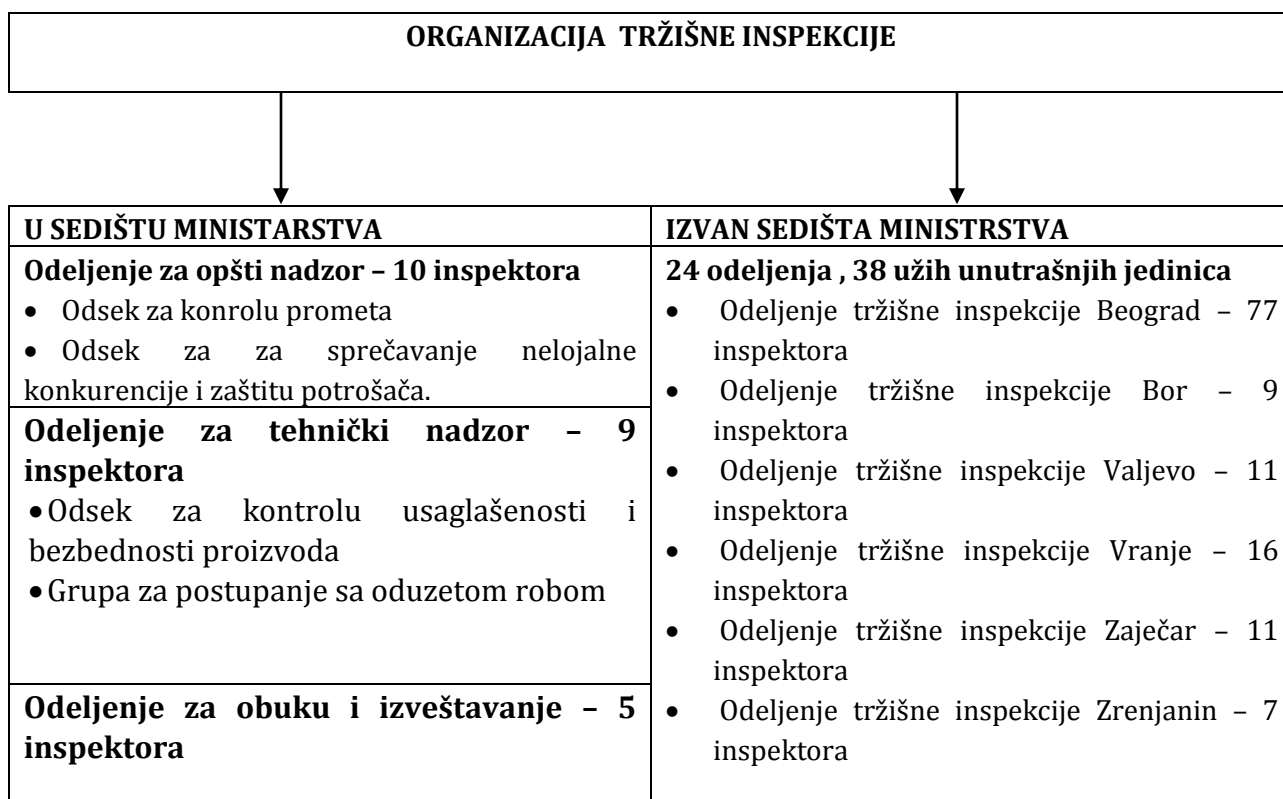 ORGANIZACIJA TRŽIŠNE INSPEKCIJE
U SEDIŠTU MINISTARSTVA
Odeljenje za opšti nadzor – 10 inspektora
• Odsek za konrolu prometa
• Odsek za za sprečavanje nelojalne
konkurencije i zaštitu potrošača.
Odeljenje za tehnički nadzor – 9
inspektora
• Odsek za kontrolu usaglašenosti i
bezbednosti proizvoda
• Grupa za postupanje sa oduzetom robom
Odeljenje za obuku i izveštavanje – 5
inspektora
IZVAN SEDIŠTA MINISTRSTVA
24 odeljenja , 38 užih unutrašnjih jedinica
• Odeljenje tržišne inspekcije Beograd – 77
inspektora
• Odeljenje tržišne inspekcije Bor – 9
inspektora
• Odeljenje tržišne inspekcije Valjevo – 11
inspektora
• Odeljenje tržišne inspekcije Vranje – 16
inspektora
• Odeljenje tržišne inspekcije Zaječar – 11
inspektora
• Odeljenje tržišne inspekcije Zrenjanin – 7
inspektora